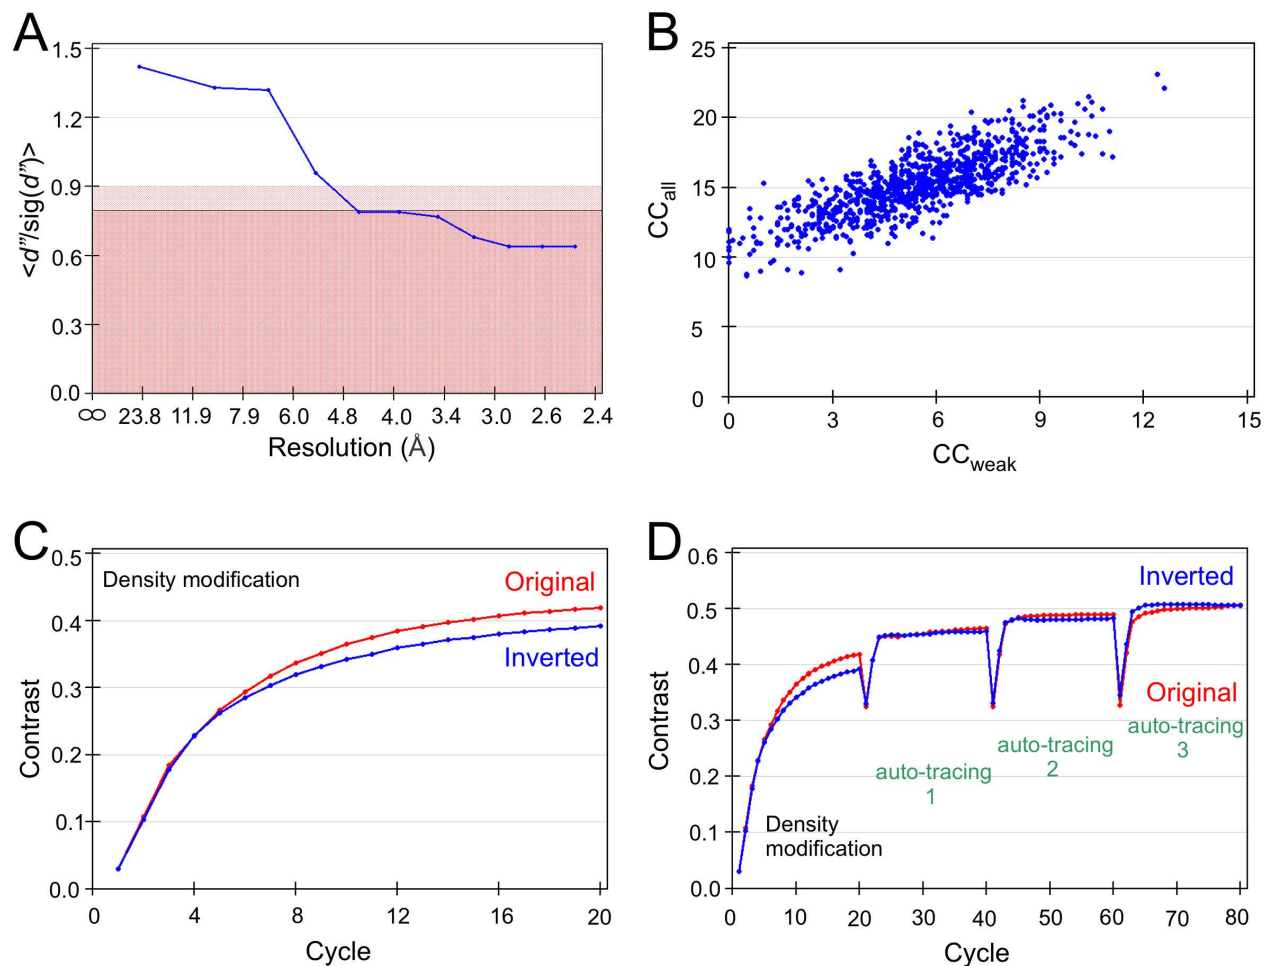 A
1.5
1.2
0.9
0.6
0.3
0.0
<d”/sig(d”)>
∞ 23.8 11.9 7.9 6.0 4.8 4.0 3.4 3.0 2.6 2.4
Resolution (Å)
B
25
20
15
10
5
0
CCall
0 3 6 9 12 15
CCweak
C
0.5
0.4
0.3
0.2
0.1
0.0
Contrast
Density modification
Original
Inverted
0 4 8 12 16 20
Cycle
D
0.6
0.5
0.4
0.3
0.2
0.1
0.0
Contrast
Inverted
Original
auto-tracing
3
auto-tracing
2
auto-tracing
1
Density
modification
0 10 20 30 40 50 60 70 80
Cycle